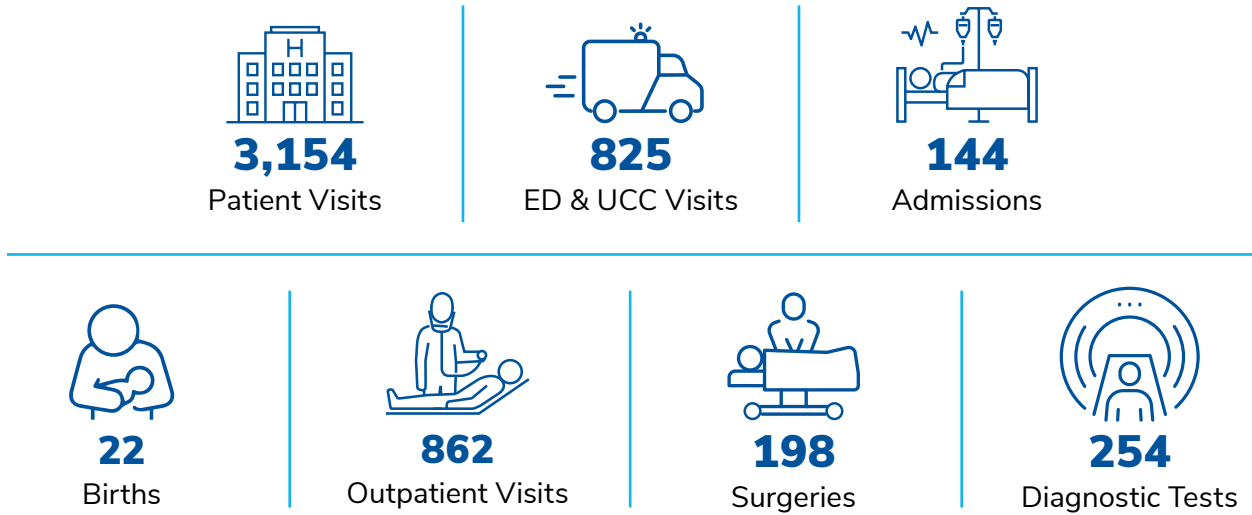 H
3,154
Patient Visits
825
ED & UCC Visits
144
Admissions
22
Births
862
Outpatient Visits
198
Surgeries
254
Diagnostic Tests